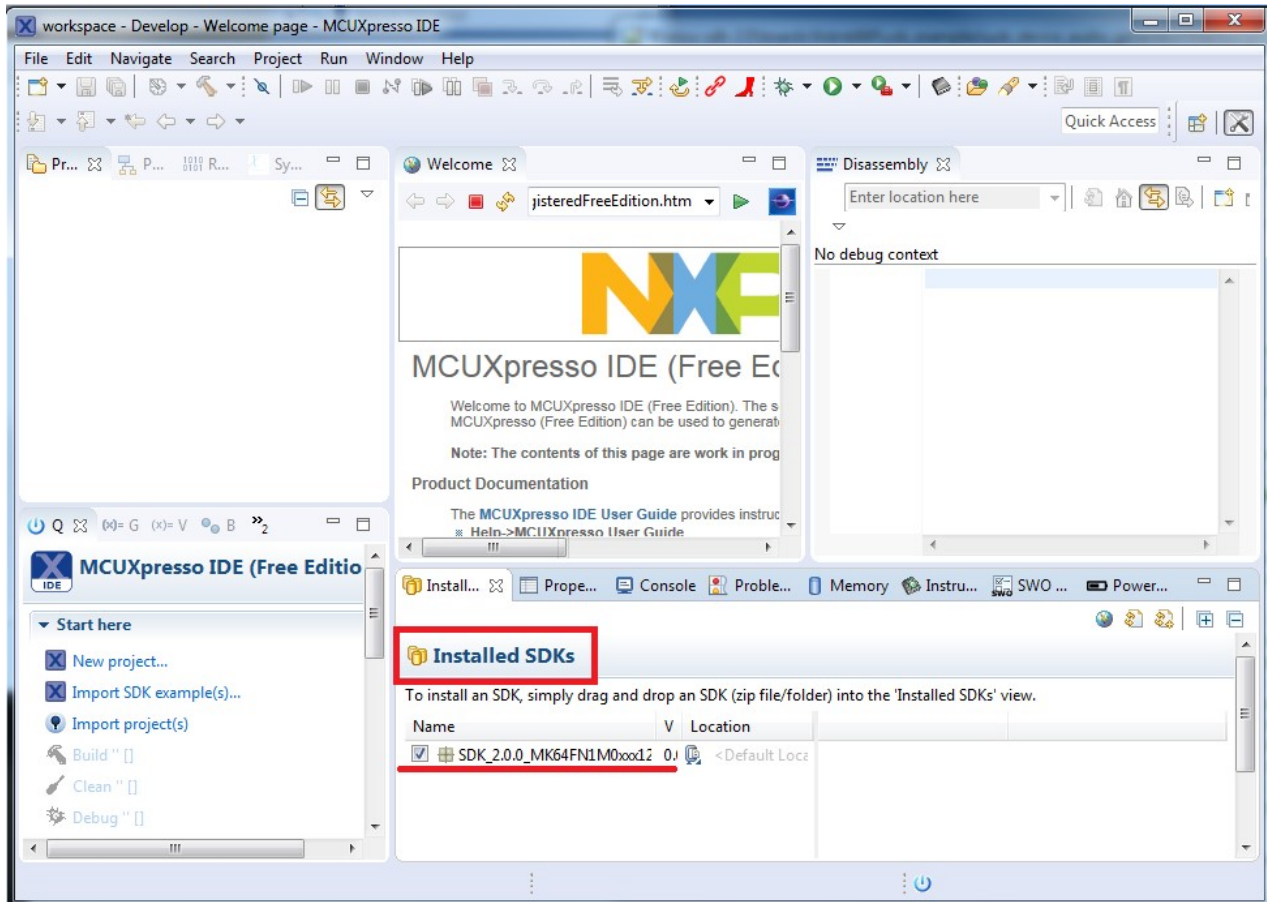 workspace - Develop - Welcome page - MCUXpresso IDE
File Edit Navigate Search Project Run Window Help
Quick Access
Pr... P... R... Sy...
Welcome
Disassembly
jisteredFreeEdition.htm
Enter location here
No debug context
NXP
MCUXpresso IDE (Free Ed
Welcome to MCUXpresso IDE (Free Edition). The s
MCUXpresso (Free Edition) can be used to generat
Note: The contents of this page are work in prog
Product Documentation
The MCUXpresso IDE User Guide provides instruc
Help->MCUXpresso User Guide
Q (x)= G (x)= V B »2
MCUXpresso IDE (Free Editio
IDE
Start here
New project...
Import SDK example(s)...
Import project(s)
Build '' []
Clean '' []
Debug '' []
Install... Prope... Console Proble... Memory Instru... SWO ... Power...
Installed SDKs
To install an SDK, simply drag and drop an SDK (zip file/folder) into the 'Installed SDKs' view.
Name V Location
SDK_2.0.0_MK64FN1M0xxx12 0.( <Default Loca